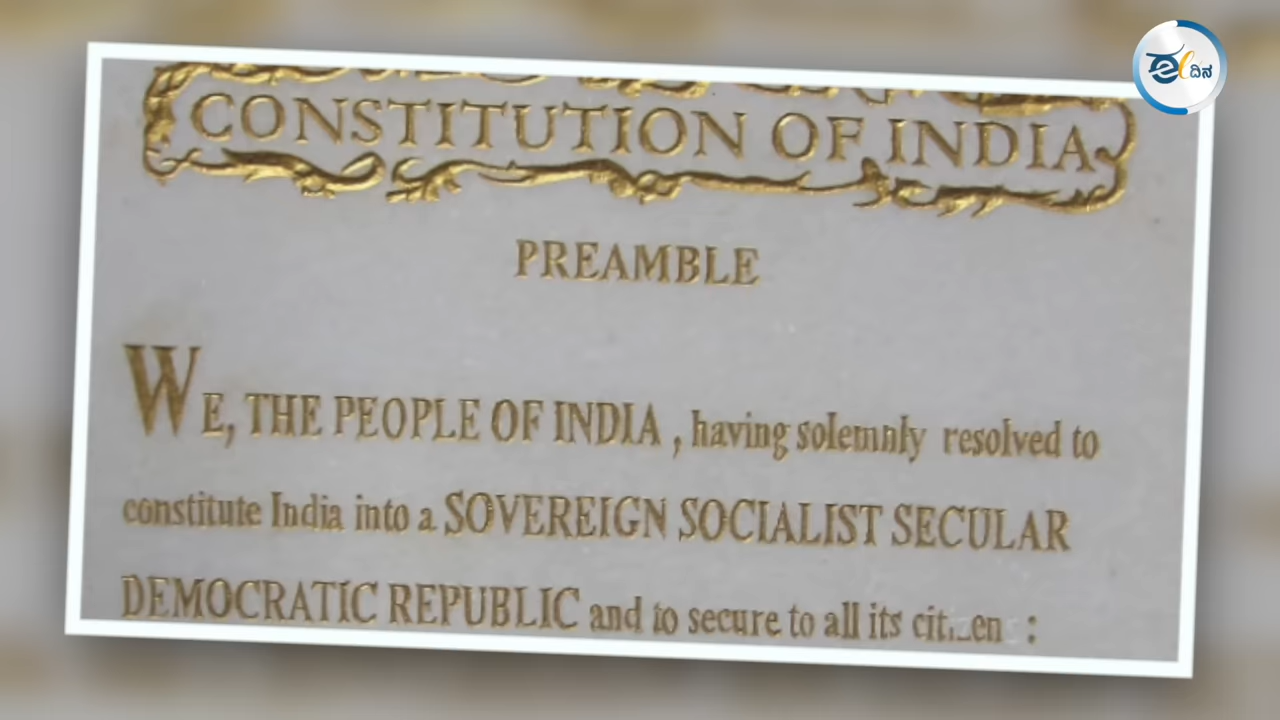 ಈದಿನ
CONSTITUTION OF INDIA
PREAMBLE
WE, THE PEOPLE OF INDIA , having solemnly resolved to
constitute India into a SOVEREIGN SOCIALIST SECULAR
DEMOCRATIC REPUBLIC and to secure to all its :